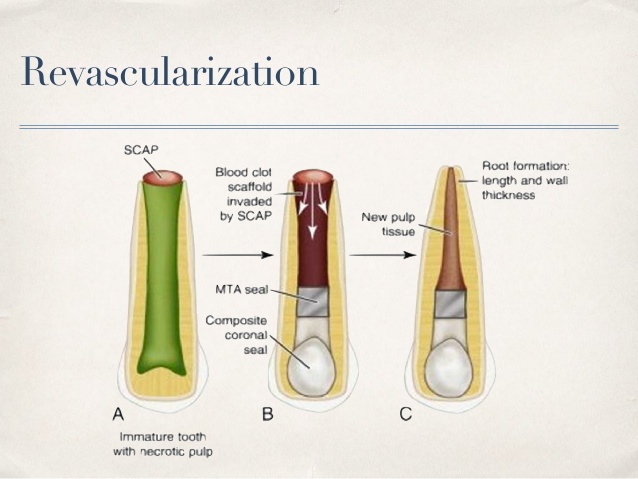 Revascularization
SCAP
Blood clot
scaffold
invaded
by SCAP
Root formation:
length and wall
thickness
New pulp
tissue
MTA seal
Composite
coronal
seal
A
B
C
Immature tooth
with necrotic pulp